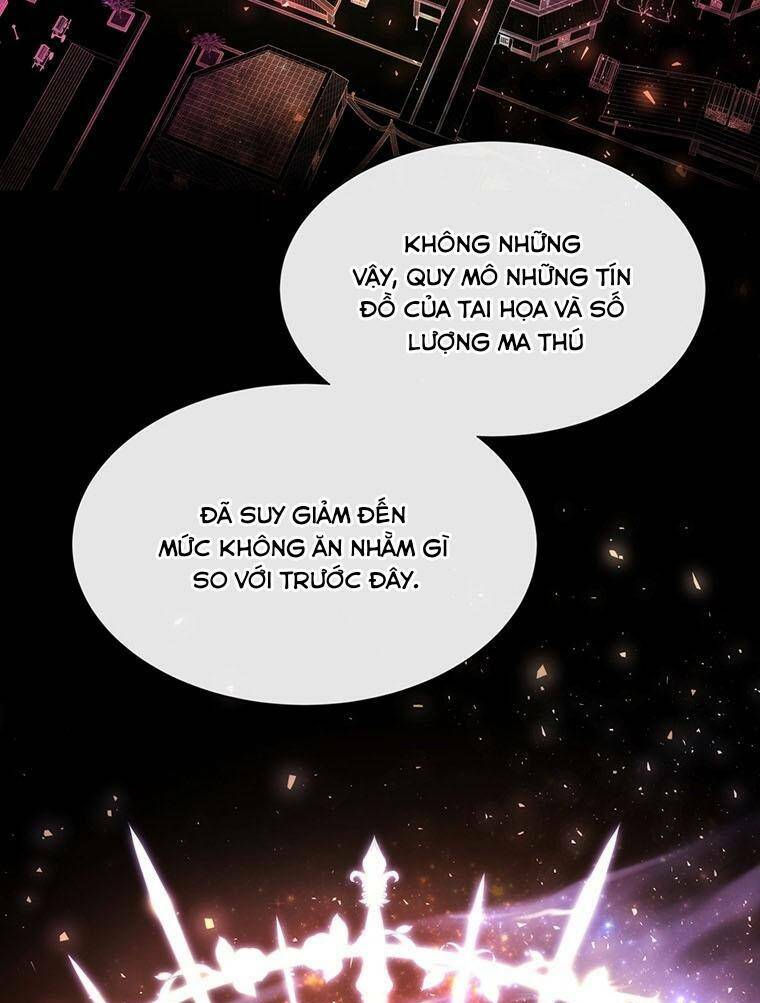 KHÔNG NHỮNG
VẬY, QUY MÔ NHỮNG TÍN
ĐỒ CỦA TAI HỌA VÀ SỐ
LƯỢNG MA THÚ
ĐÃ SUY GIẢM ĐẾN
MỨC KHÔNG ĂN NHẰM GÌ
SO VỚI TRƯỚC ĐÂY.